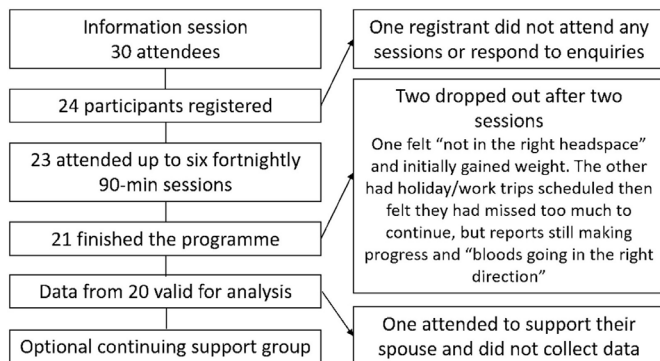 Information session
30 attendees
One registrant did not attend any
sessions or respond to enquiries
24 participants registered
Two dropped out after two
sessions
One felt “not in the right headspace”
and initially gained weight. The other
had holiday/work trips scheduled then
felt they had missed too much to
continue, but reports still making
progress and “bloods going in the right
direction”
23 attended up to six fortnightly
90-min sessions
21 finished the programme
Data from 20 valid for analysis
One attended to support their
spouse and did not collect data
Optional continuing support group